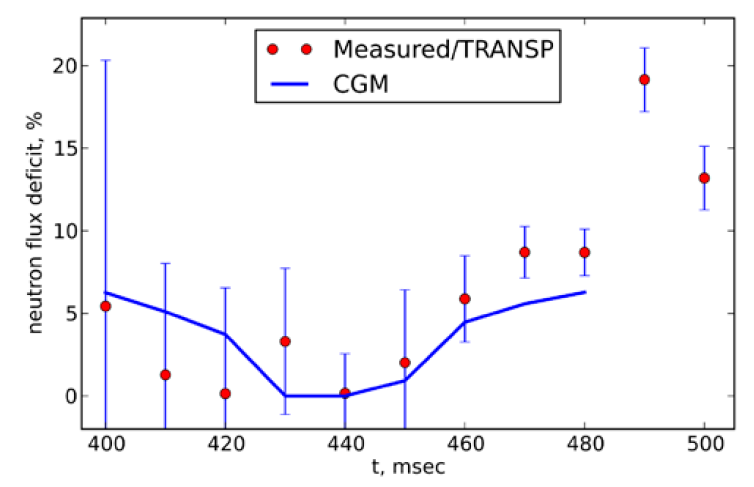 Measured/TRANSP
CGM
neutron flux deficit, %
20
15
10
5
0
400 420 440 460 480 500
t, msec